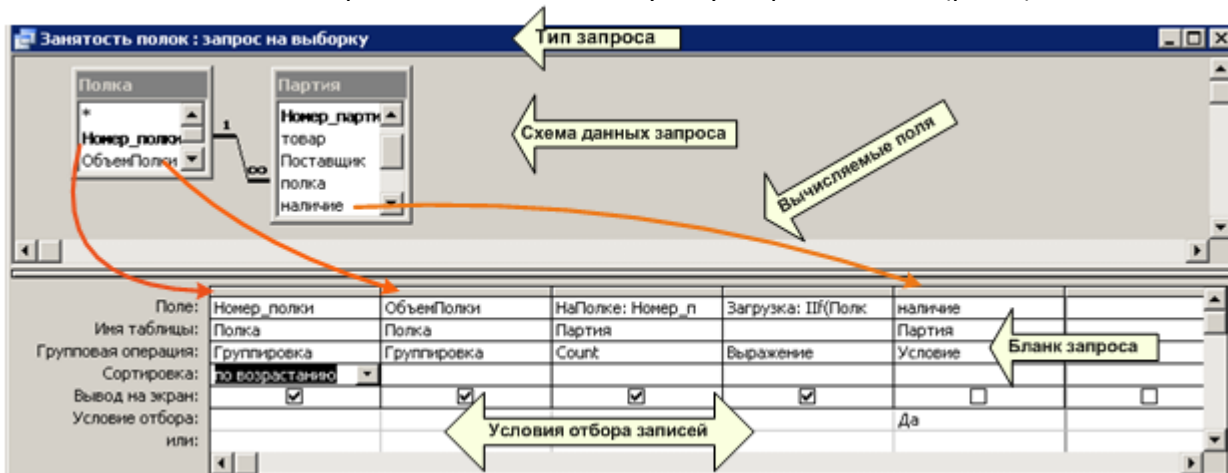 Занятость полок : запрос на выборку
Тип запроса
Полка
*
Номер_полки
ОбъемПолки
1
∞
Партия
Номер_парти
товар
Поставщик
полка
наличие
Схема данных запроса
Вычисляемые поля
Поле: Номер_полки ОбъемПолки НаПолке: Номер_п Загрузка: IIf(Полк наличие
Имя таблицы: Полка Полка Партия Партия
Групповая операция: Группировка Группировка Count Выражение Условие
Бланк запроса
Сортировка: по возрастанию
Вывод на экран:
Условие отбора: Да
Условия отбора записей
или: